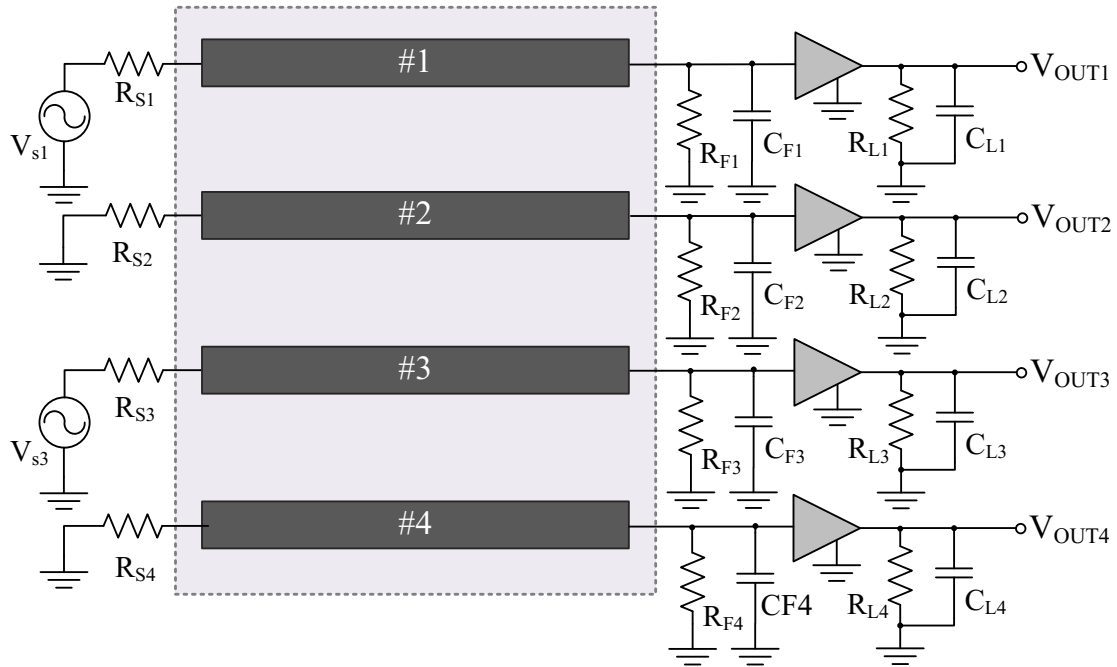 #1
R_S1
V_s1
R_F1
C_F1
R_L1
C_L1
V_OUT1
#2
R_S2
R_F2
C_F2
R_L2
C_L2
V_OUT2
#3
R_S3
V_s3
R_F3
C_F3
R_L3
C_L3
V_OUT3
#4
R_S4
R_F4
CF4
R_L4
C_L4
V_OUT4